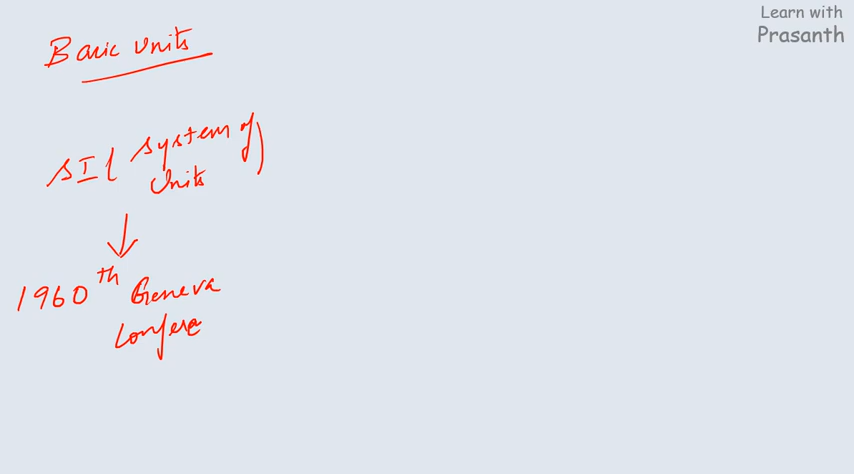 Learn with
Prasanth
Basic Units
SI (System of
Units)
1960th Geneva
Confere